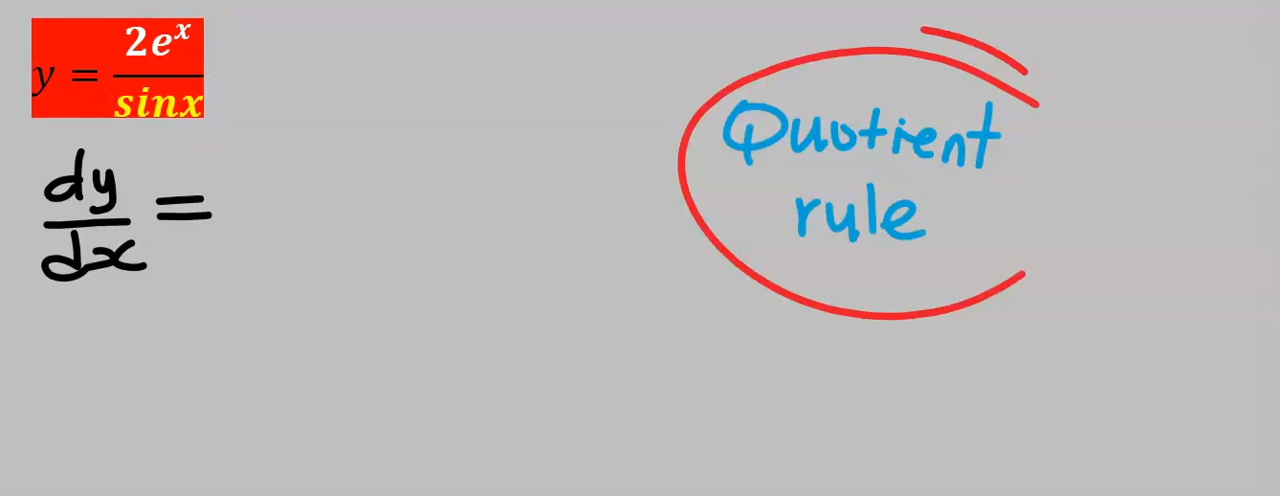 y = 2e^x / sinx
dy/dx =
Quotient
rule